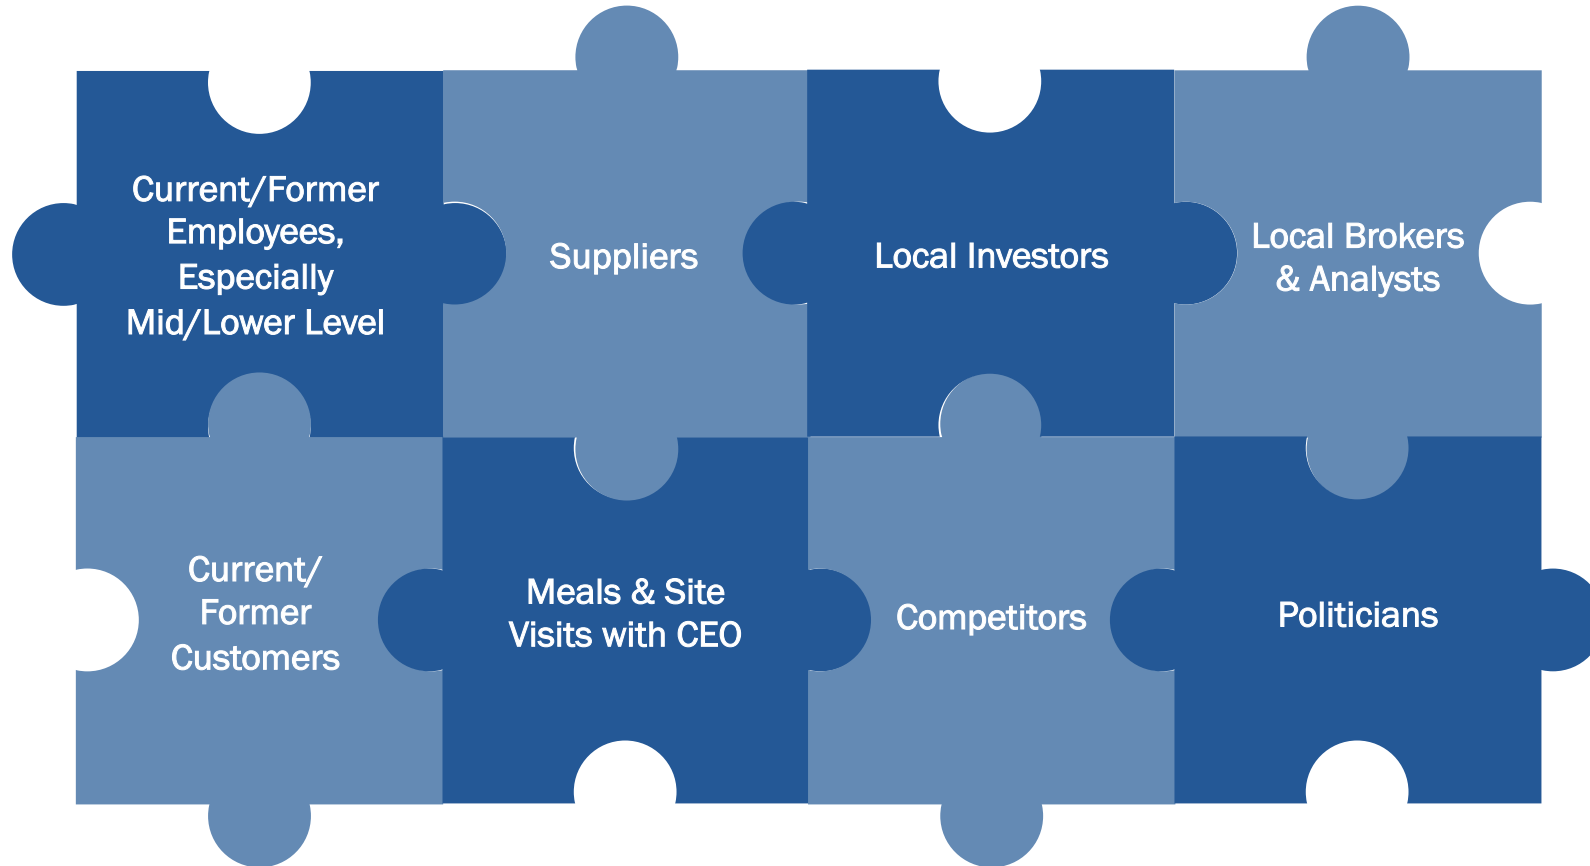 Current/Former
Employees,
Especially
Mid/Lower Level
Suppliers
Local Investors
Local Brokers
& Analysts
Current/
Former
Customers
Meals & Site
Visits with CEO
Competitors
Politicians